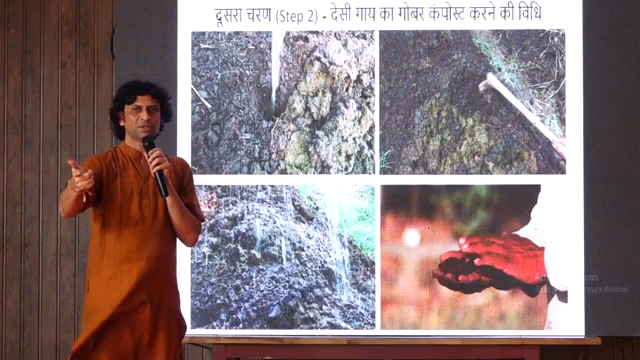 दूसरा चरण (Step 2) - देसी गाय का गोबर कंपोस्ट करने की विधि